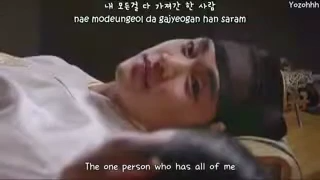 Yozohhh
내 모든걸 다 가져간 한 사람
nae modeungeol da gajyeogan han saram
The one person who has all of me